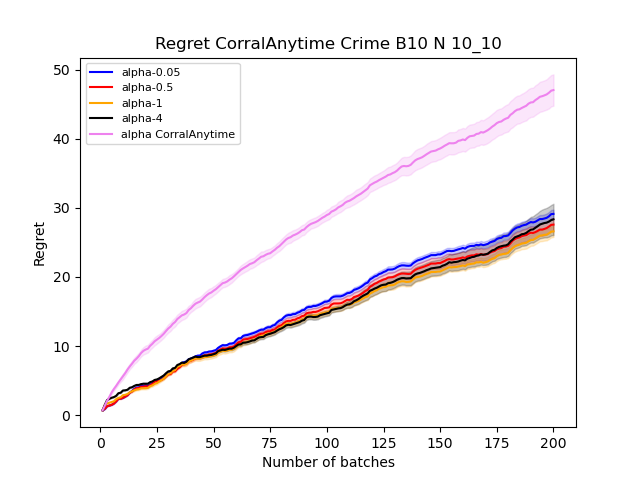 Regret CorralAnytime Crime B10 N 10_10
50
40
30
20
10
0
Regret
alpha-0.05
alpha-0.5
alpha-1
alpha-4
alpha CorralAnytime
0 25 50 75 100 125 150 175 200
Number of batches